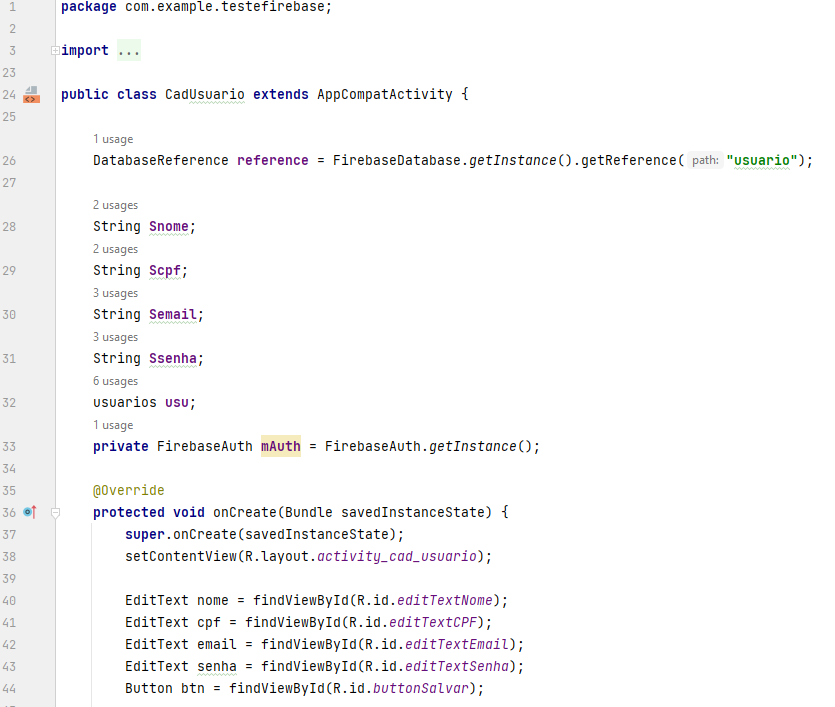 1 package com.example.testefirebase;
2
3 import ...
23
24 public class CadUsuario extends AppCompatActivity {
25
1 usage
26 DatabaseReference reference = FirebaseDatabase.getInstance().getReference( path: "usuario");
27
2 usages
28 String Snome;
2 usages
29 String Scpf;
3 usages
30 String Semail;
3 usages
31 String Ssenha;
6 usages
32 usuarios usu;
1 usage
33 private FirebaseAuth mAuth = FirebaseAuth.getInstance();
34
35 @Override
36 protected void onCreate(Bundle savedInstanceState) {
37 super.onCreate(savedInstanceState);
38 setContentView(R.layout.activity_cad_usuario);
39
40 EditText nome = findViewById(R.id.editTextNome);
41 EditText cpf = findViewById(R.id.editTextCPF);
42 EditText email = findViewById(R.id.editTextEmail);
43 EditText senha = findViewById(R.id.editTextSenha);
44 Button btn = findViewById(R.id.buttonSalvar);